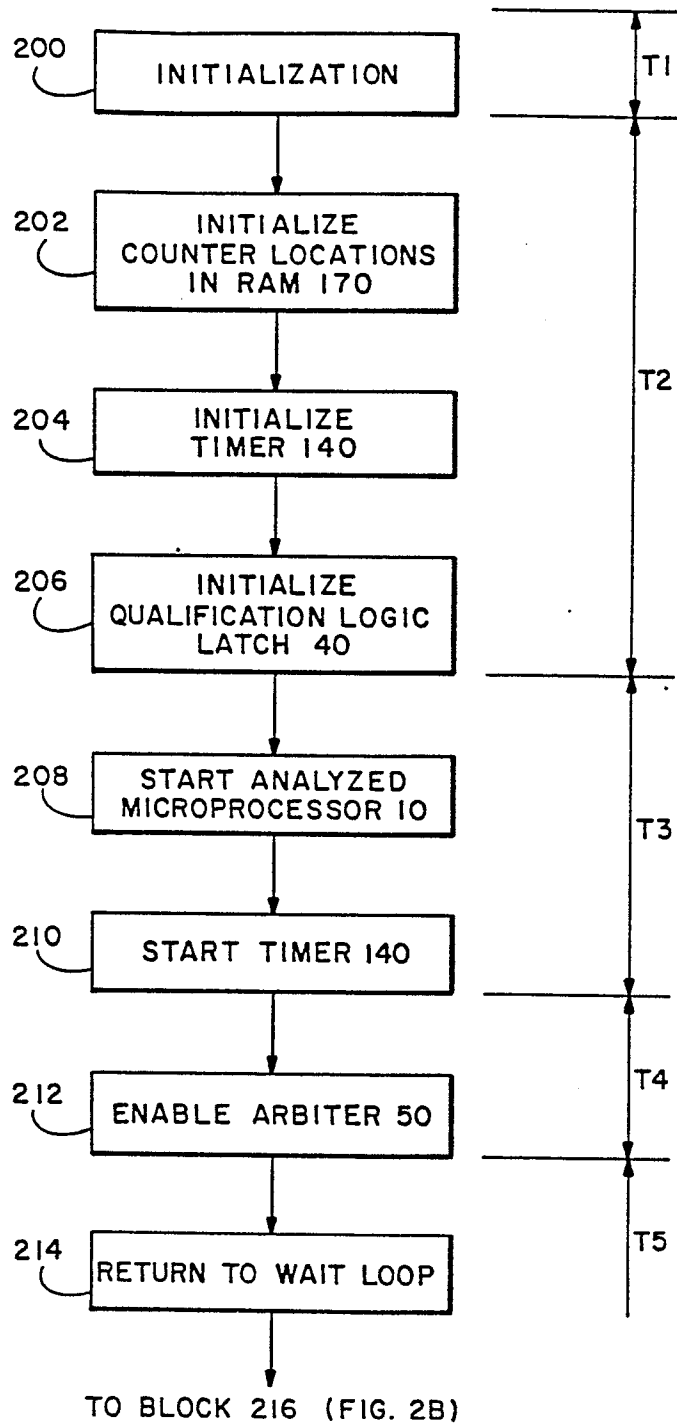 200
INITIALIZATION
T1
202
INITIALIZE
COUNTER LOCATIONS
IN RAM 170
T2
204
INITIALIZE
TIMER 140
206
INITIALIZE
QUALIFICATION LOGIC
LATCH 40
208
START ANALYZED
MICROPROCESSOR 10
T3
210
START TIMER 140
212
ENABLE ARBITER 50
T4
214
RETURN TO WAIT LOOP
T5
TO BLOCK 216 (FIG. 2B)